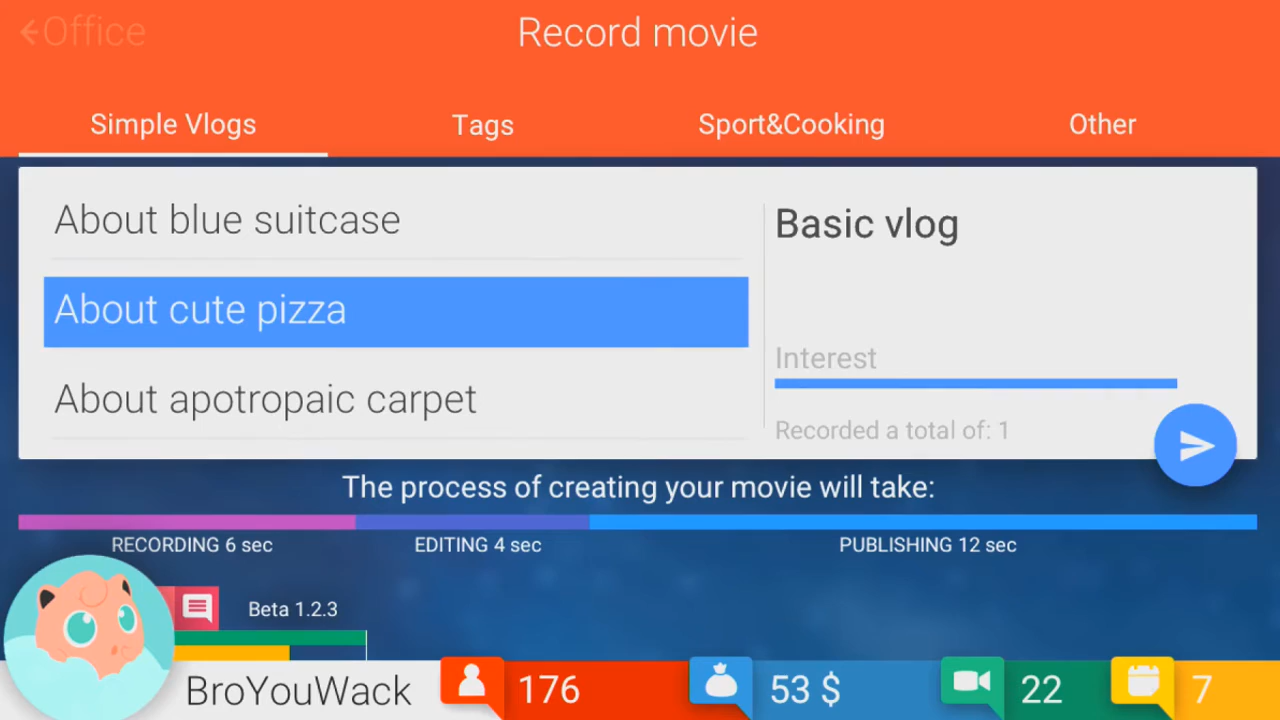 Office
Record movie
Simple Vlogs
Tags
Sport&Cooking
Other
About blue suitcase
About cute pizza
About apotropaic carpet
Basic vlog
Interest
Recorded a total of: 1
The process of creating your movie will take:
RECORDING 6 sec
EDITING 4 sec
PUBLISHING 12 sec
Beta 1.2.3
BroYouWack
176
53 $
22
7